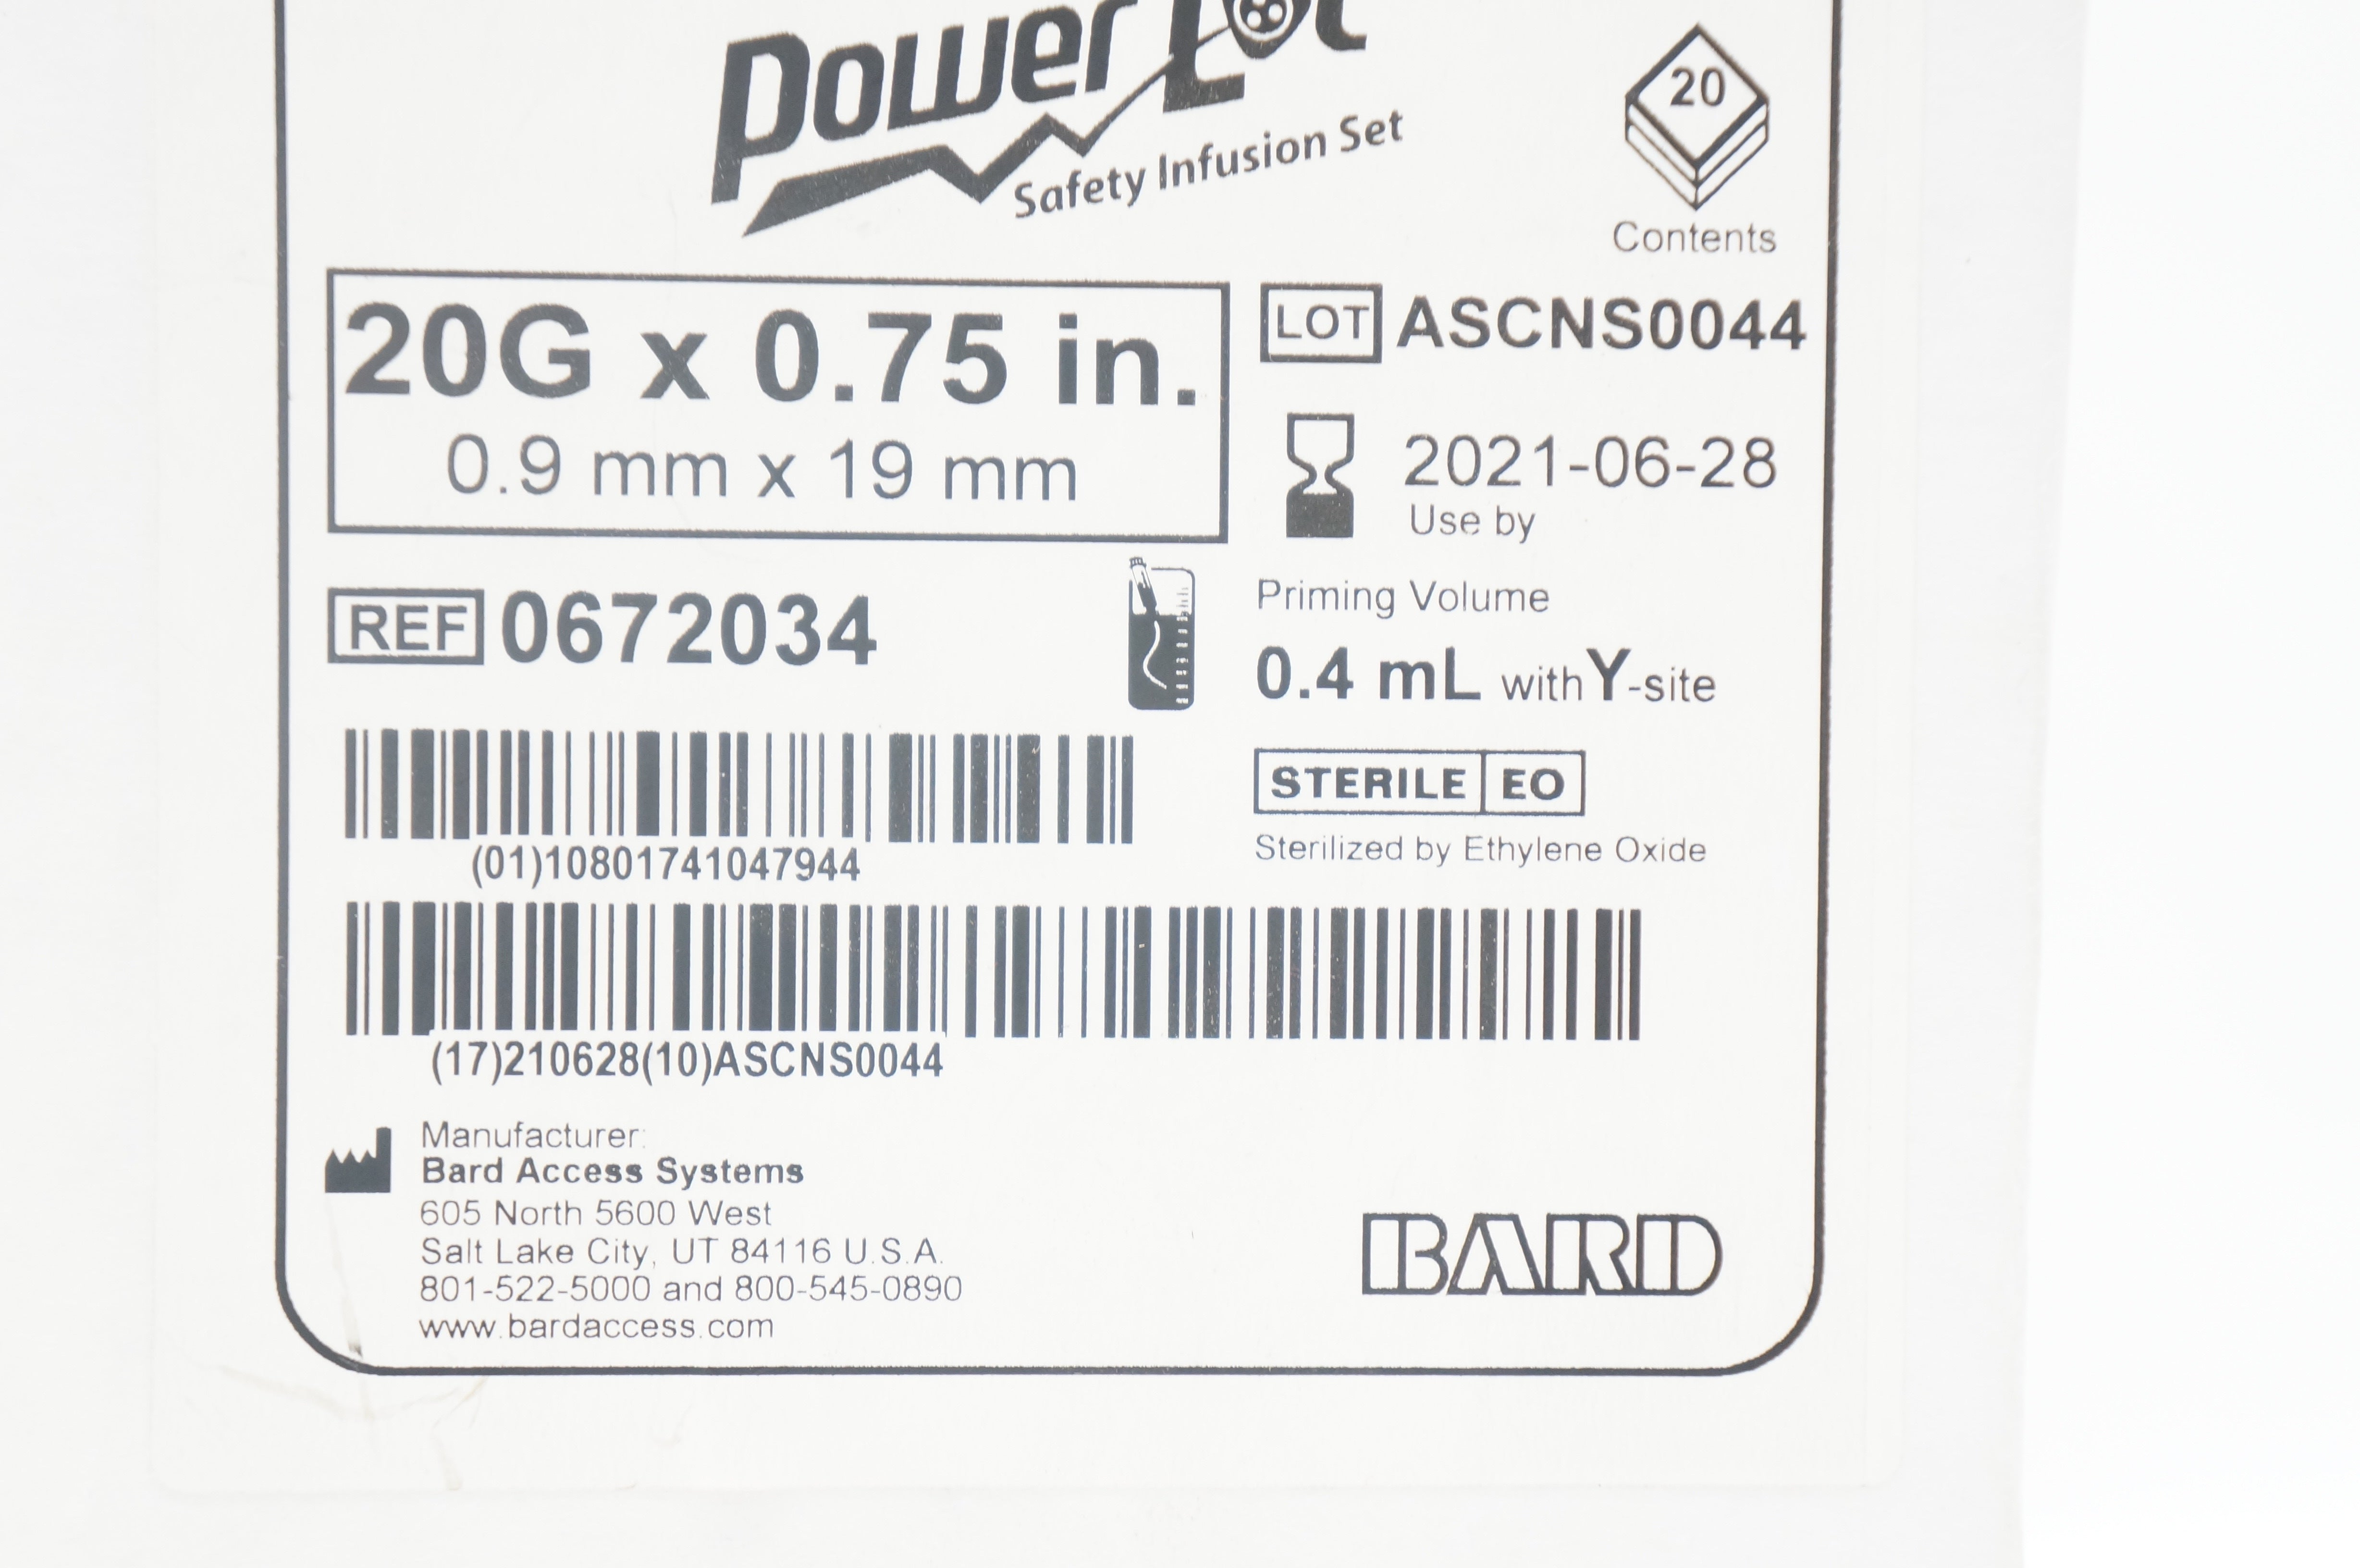 PowerLoc
Safety Infusion Set
20
Contents
20G x 0.75 in.
0.9 mm x 19 mm
LOT ASCNS0044
2021-06-28
Use by
REF 0672034
Priming Volume
0.4 mL with Y-site
STERILE EO
Sterilized by Ethylene Oxide
(01)10801741047944
(17)210628(10)ASCNS0044
Manufacturer:
Bard Access Systems
605 North 5600 West
Salt Lake City, UT 84116 U.S.A.
801-522-5000 and 800-545-0890
www.bardaccess.com
BARD